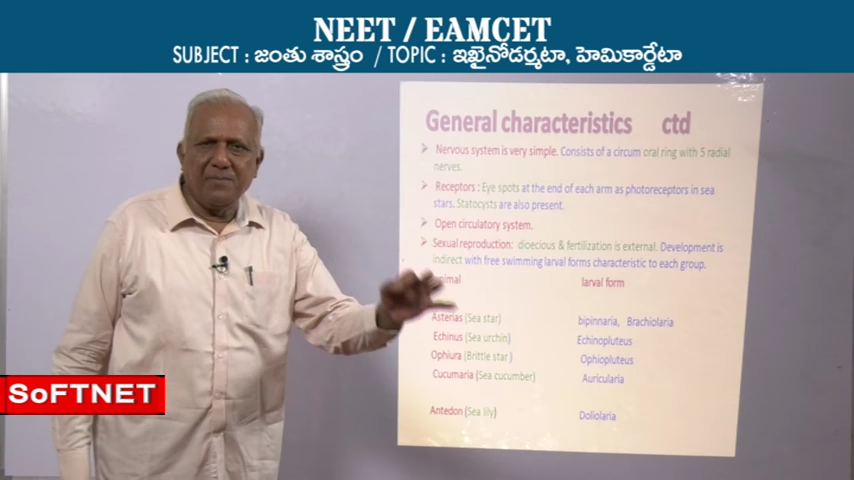 NEET / EAMCET
SUBJECT : జంతు శాస్త్రం / TOPIC : ఇఖైనోడర్మటా, హెమికార్డేటా
General characteristics ctd
Nervous system is very simple. Consists of a circum oral ring with 5 radial
nerves.
Receptors : Eye spots at the end of each arm as photoreceptors in sea
stars. Statocysts are also present.
Open circulatory system.
Sexual reproduction: dioecious & fertilization is external. Development is
indirect with free swimming larval forms characteristic to each group.
larval form
Asterias (Sea star) bipinnaria, Brachiolaria
Echinus (Sea urchin) Echinopluteus
Ophiura (Brittle star) Ophiopluteus
Cucumaria (Sea cucumber) Auricularia
Antedon (Sea lily) Doliolaria
SoFTNET